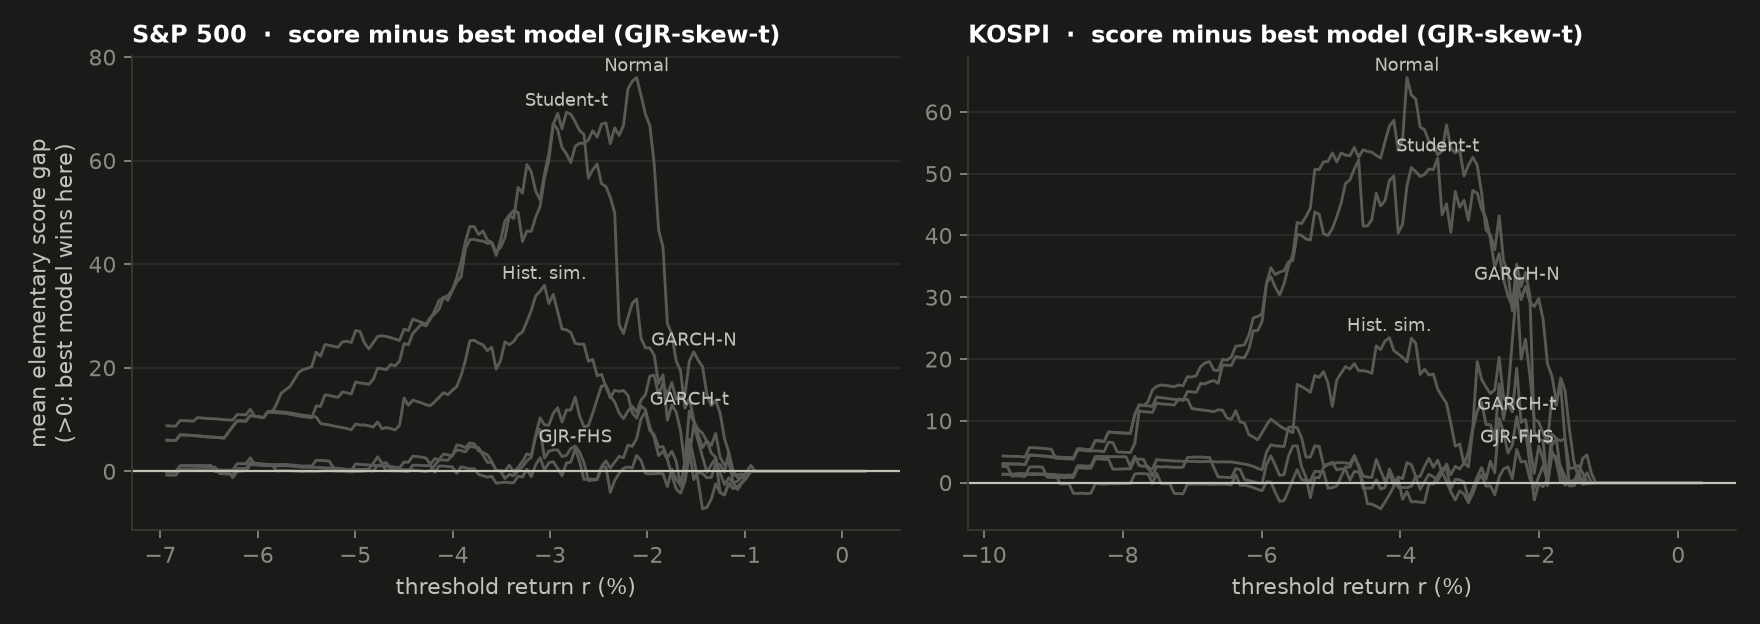 S&P 500 · score minus best model (GJR-skew-t)
mean elementary score gap
(>0: best model wins here)
80
60
40
20
0
Normal
Student-t
Hist. sim.
GARCH-N
GARCH-t
GJR-FHS
−7 −6 −5 −4 −3 −2 −1 0
threshold return r (%)
KOSPI · score minus best model (GJR-skew-t)
60
50
40
30
20
10
0
Normal
Student-t
GARCH-N
Hist. sim.
GARCH-t
GJR-FHS
−10 −8 −6 −4 −2 0
threshold return r (%)